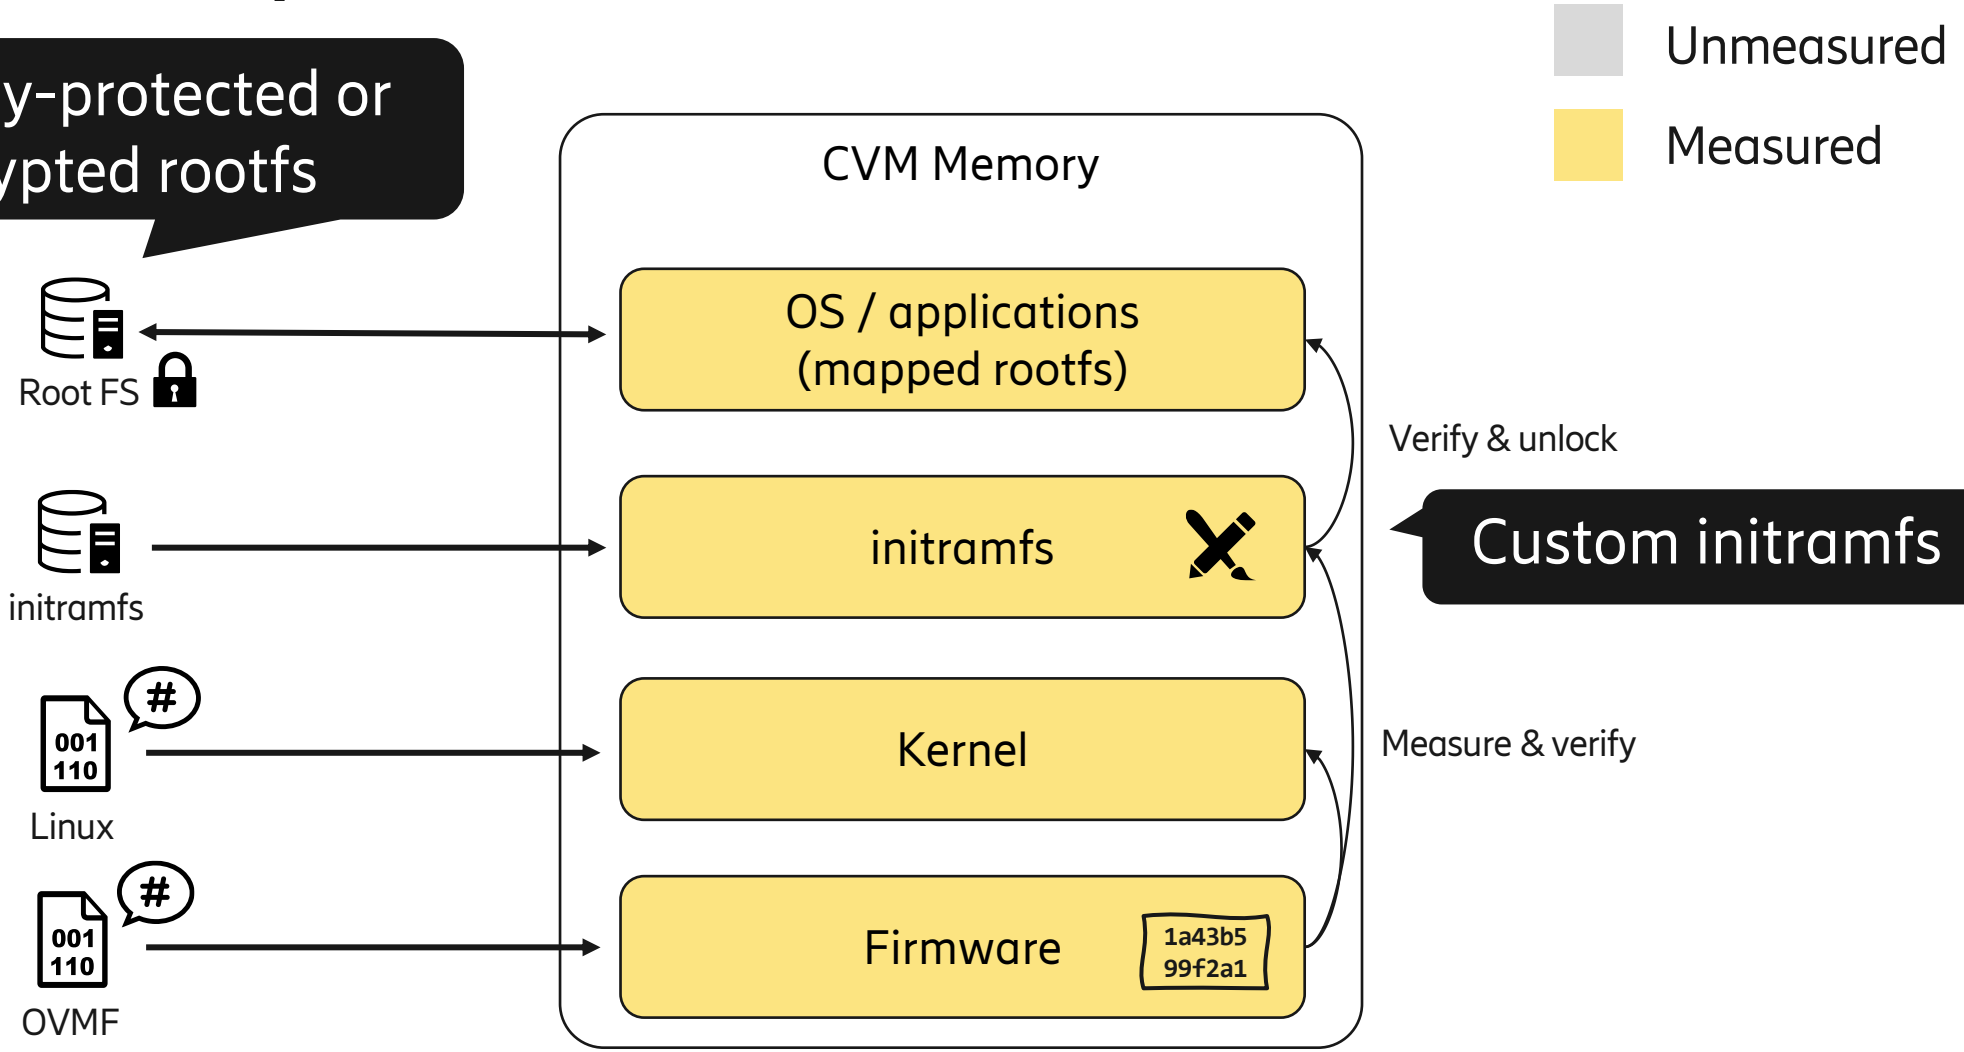 Unmeasured
Measured
y-protected or
ypted rootfs
CVM Memory
OS / applications
(mapped rootfs)
Root FS
Verify & unlock
initramfs
initramfs
Custom initramfs
#
001
110
Linux
Kernel
Measure & verify
#
001
110
OVMF
Firmware
1a43b5
99f2a1